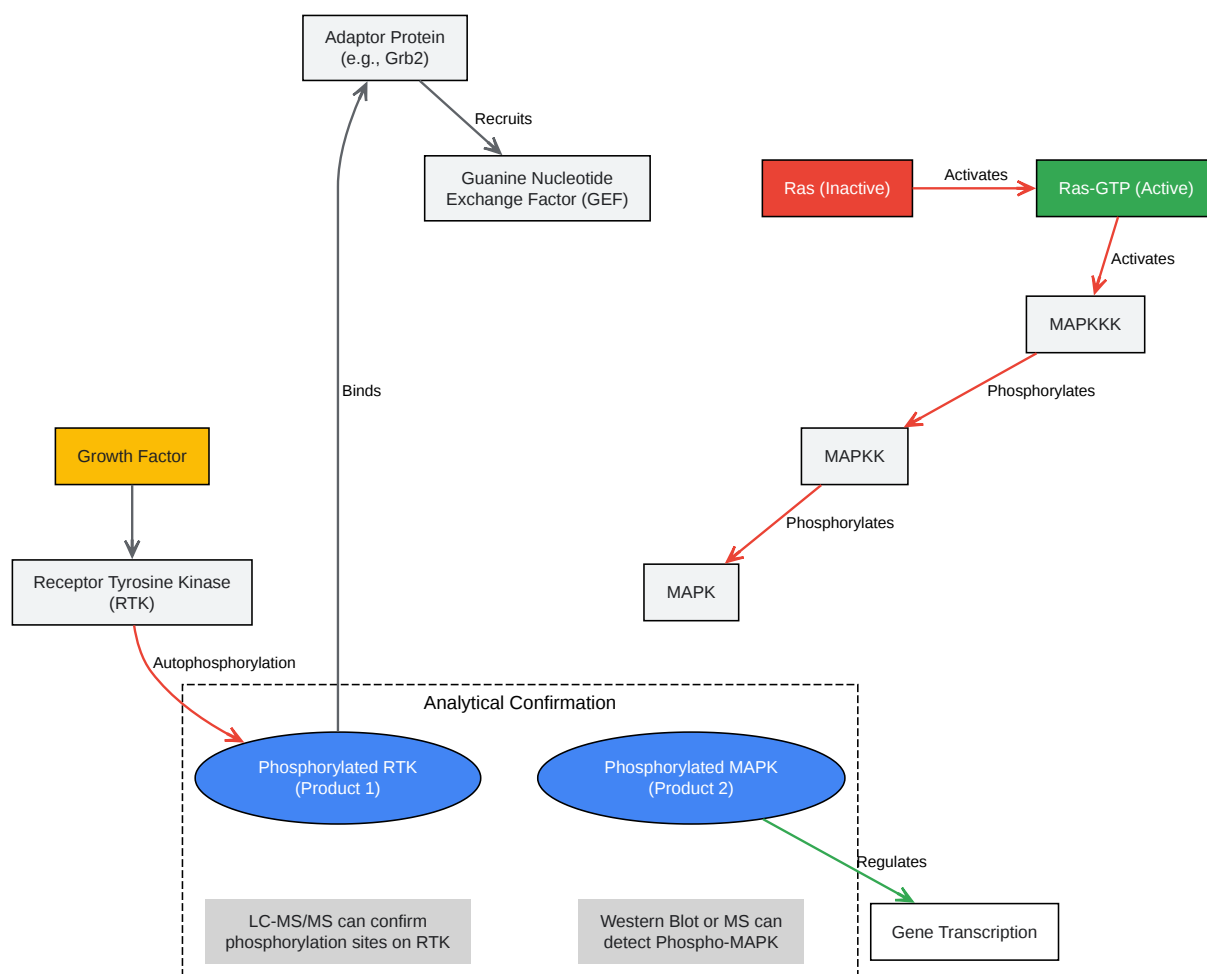 Adaptor Protein
(e.g., Grb2)
Recruits
Guanine Nucleotide
Exchange Factor (GEF)
Ras (Inactive)
Activates
Ras-GTP (Active)
Activates
MAPKKK
Phosphorylates
Binds
Growth Factor
MAPKK
Phosphorylates
Receptor Tyrosine Kinase
(RTK)
MAPK
Autophosphorylation
Analytical Confirmation
Phosphorylated RTK
(Product 1)
Phosphorylated MAPK
(Product 2)
Regulates
LC-MS/MS can confirm
phosphorylation sites on RTK
Western Blot or MS can
detect Phospho-MAPK
Gene Transcription